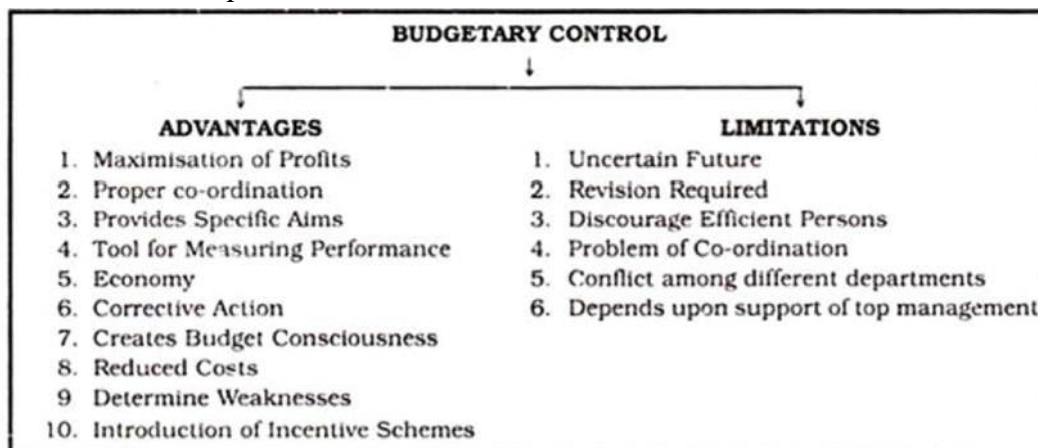 BUDGETARY CONTROL
ADVANTAGES
1. Maximisation of Profits
2. Proper co-ordination
3. Provides Specific Aims
4. Tool for Measuring Performance
5. Economy
6. Corrective Action
7. Creates Budget Consciousness
8. Reduced Costs
9 Determine Weaknesses
10. Introduction of Incentive Schemes
LIMITATIONS
1. Uncertain Future
2. Revision Required
3. Discourage Efficient Persons
4. Problem of Co-ordination
5. Conflict among different departments
6. Depends upon support of top management